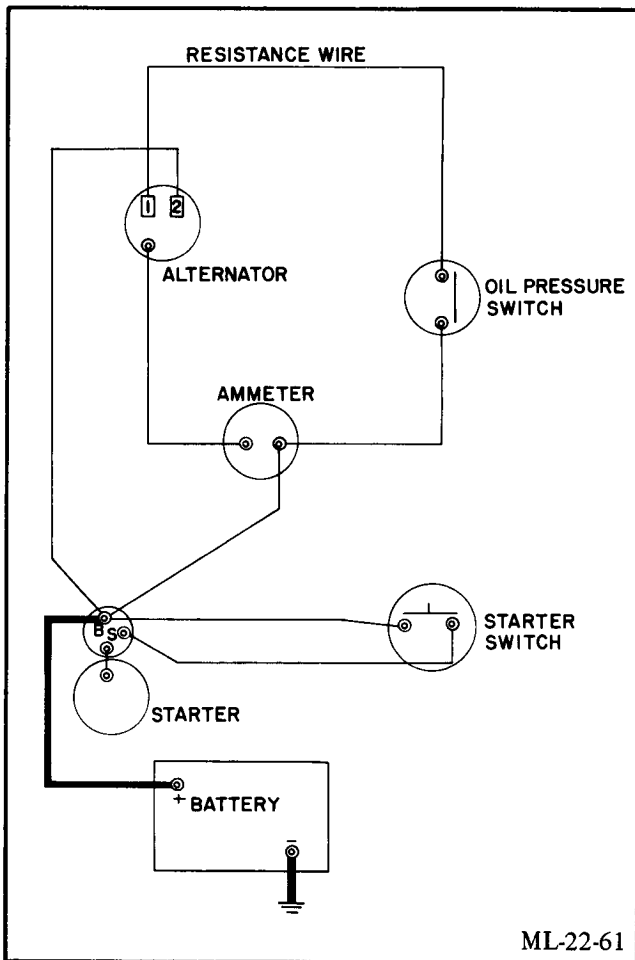 RESISTANCE WIRE
1 2
ALTERNATOR
OIL PRESSURE
SWITCH
AMMETER
B
S
STARTER
SWITCH
STARTER
+ BATTERY
-
ML-22-61